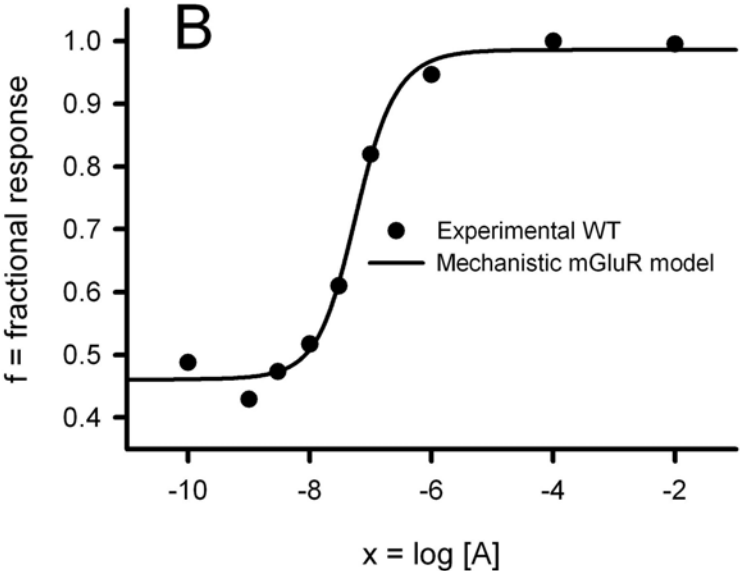 B
1.0
0.9
0.8
0.7
0.6
0.5
0.4
f = fractional response
Experimental WT
Mechanistic mGluR model
-10 -8 -6 -4 -2
x = log [A]